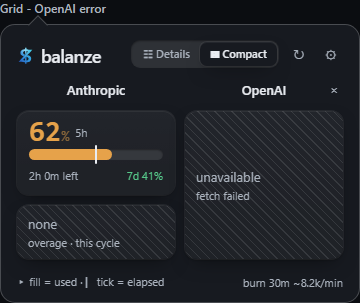 Grid - OpenAI error
balanze
Details
Compact
Anthropic
OpenAI
62% 5h
2h 0m left
7d 41%
none
overage · this cycle
unavailable
fetch failed
fill = used · tick = elapsed
burn 30m ~8.2k/min